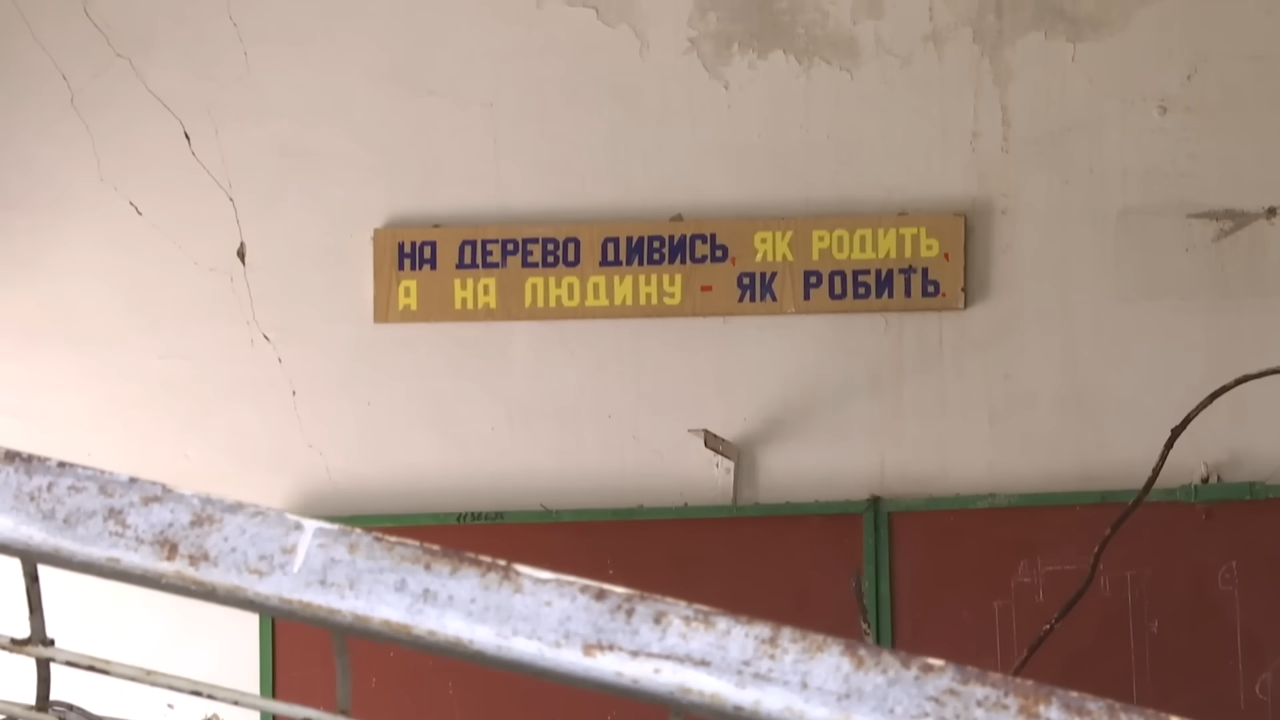 НА ДЕРЕВО ДИВИСЬ, ЯК РОДИТЬ,
А НА ЛЮДИНУ - ЯК РОБИТЬ.